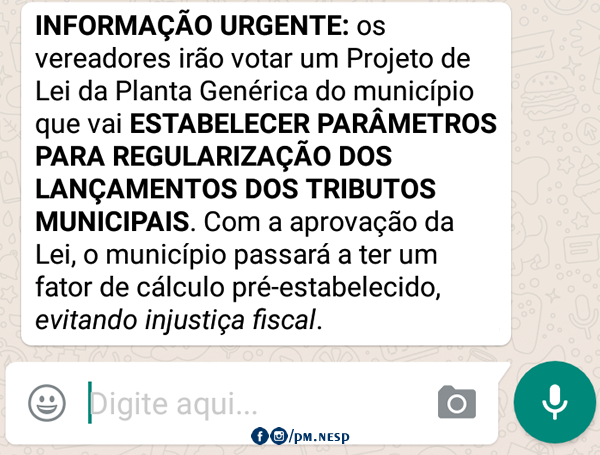 INFORMAÇÃO URGENTE: os
vereadores irão votar um Projeto de
Lei da Planta Genérica do município
que vai ESTABELECER PARÂMETROS
PARA REGULARIZAÇÃO DOS
LANÇAMENTOS DOS TRIBUTOS
MUNICIPAIS. Com a aprovação da
Lei, o município passará a ter um
fator de cálculo pré-estabelecido,
evitando injustiça fiscal.
Digite aqui...
/PM.NESP